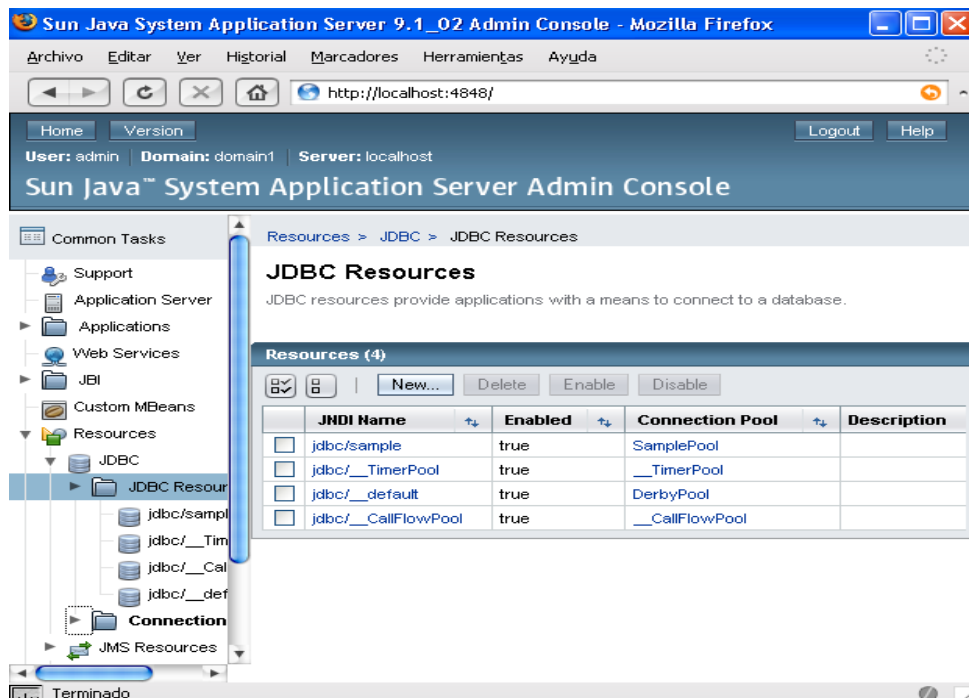 Sun Java System Application Server 9.1_02 Admin Console - Mozilla Firefox
Archivo Editar Ver Historial Marcadores Herramientas Ayuda
http://localhost:4848/
Home Version Logout Help
User: admin Domain: domain1 Server: localhost
Sun Java™ System Application Server Admin Console
Common Tasks
Support
Application Server
Applications
Web Services
JBI
Custom MBeans
Resources
JDBC
JDBC Resour
jdbc/sampl
jdbc/__Tim
jdbc/__Cal
jdbc/__def
Connection
JMS Resources
Resources > JDBC > JDBC Resources
JDBC Resources
JDBC resources provide applications with a means to connect to a database.
Resources (4)
New... Delete Enable Disable
JNDI Name Enabled Connection Pool Description
jdbc/sample true SamplePool
jdbc/__TimerPool true __TimerPool
jdbc/__default true DerbyPool
jdbc/__CallFlowPool true __CallFlowPool
Terminado